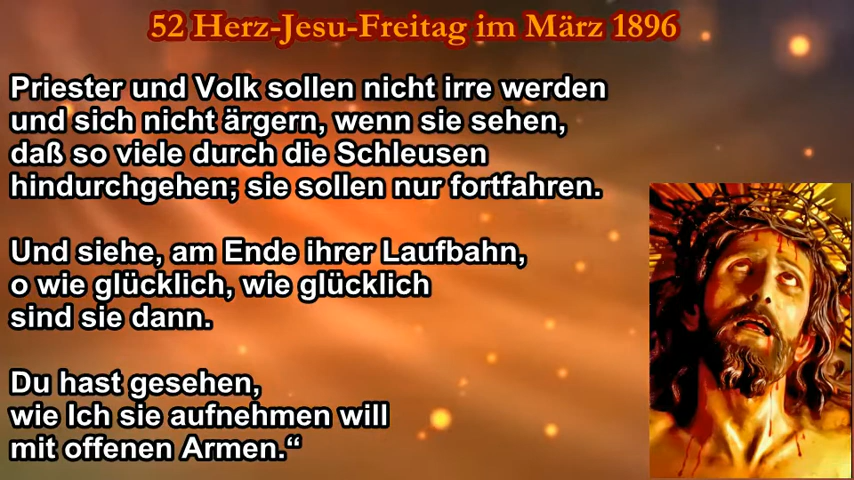 52 Herz-Jesu-Freitag im März 1896
Priester und Volk sollen nicht irre werden
und sich nicht ärgern, wenn sie sehen,
daß so viele durch die Schleusen
hindurchgehen; sie sollen nur fortfahren.
Und siehe, am Ende ihrer Laufbahn,
o wie glücklich, wie glücklich
sind sie dann.
Du hast gesehen,
wie Ich sie aufnehmen will
mit offenen Armen.“